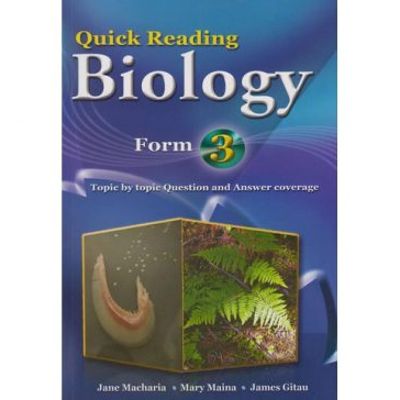 Quick Reading
Biology
Form 3
Topic by topic Question and Answer coverage
Jane Macharia • Mary Maina • James Gitau